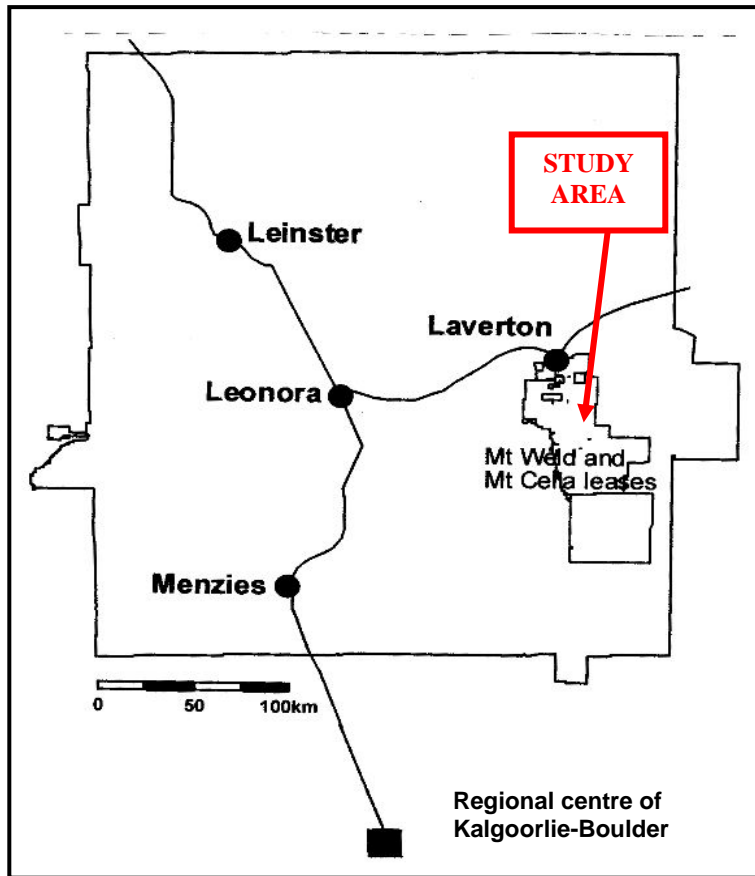 STUDY
AREA
Leinster
Laverton
Leonora
Mt Weld and
Mt Celia leases
Menzies
0 50 100km
Regional centre of
Kalgoorlie-Boulder